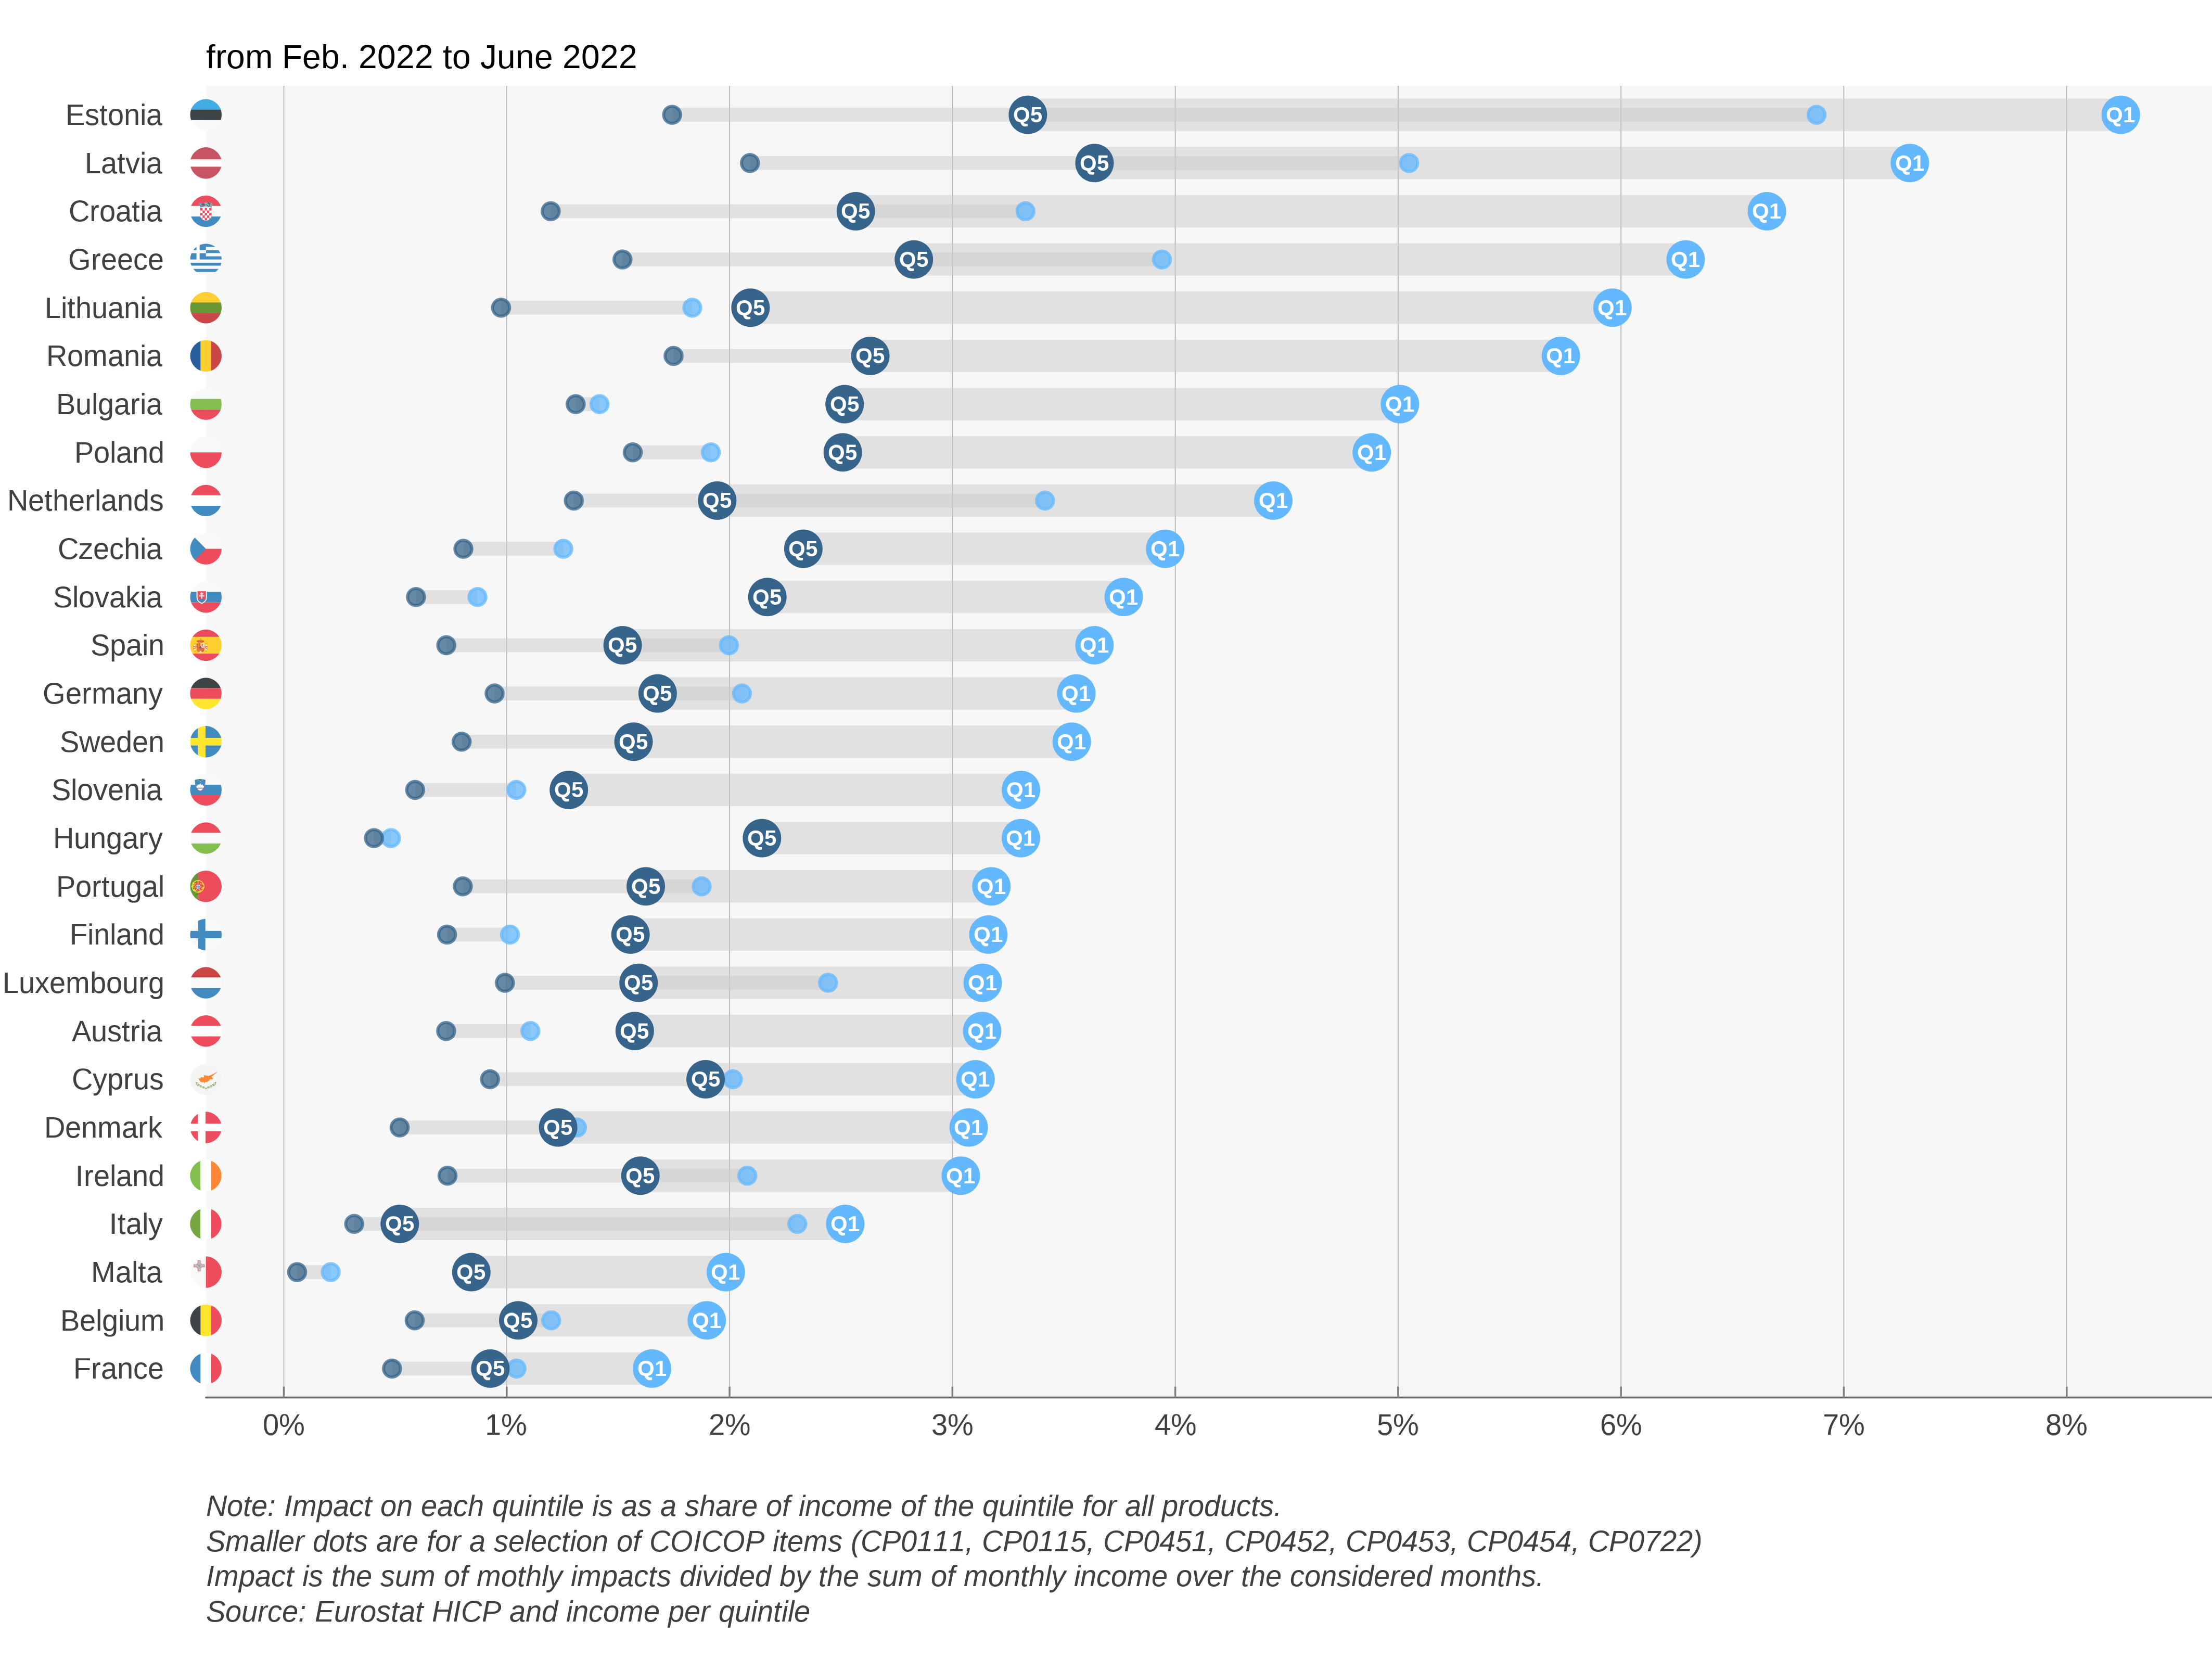 from Feb. 2022 to June 2022
Estonia Q5 Q1
Latvia Q5 Q1
Croatia Q5 Q1
Greece Q5 Q1
Lithuania Q5 Q1
Romania Q5 Q1
Bulgaria Q5 Q1
Poland Q5 Q1
Netherlands Q5 Q1
Czechia Q5 Q1
Slovakia Q5 Q1
Spain Q5 Q1
Germany Q5 Q1
Sweden Q5 Q1
Slovenia Q5 Q1
Hungary Q5 Q1
Portugal Q5 Q1
Finland Q5 Q1
Luxembourg Q5 Q1
Austria Q5 Q1
Cyprus Q5 Q1
Denmark Q5 Q1
Ireland Q5 Q1
Italy Q5 Q1
Malta Q5 Q1
Belgium Q5 Q1
France Q5 Q1
0% 1% 2% 3% 4% 5% 6% 7% 8%
Note: Impact on each quintile is as a share of income of the quintile for all products.
Smaller dots are for a selection of COICOP items (CP0111, CP0115, CP0451, CP0452, CP0453, CP0454, CP0722)
Impact is the sum of mothly impacts divided by the sum of monthly income over the considered months.
Source: Eurostat HICP and income per quintile